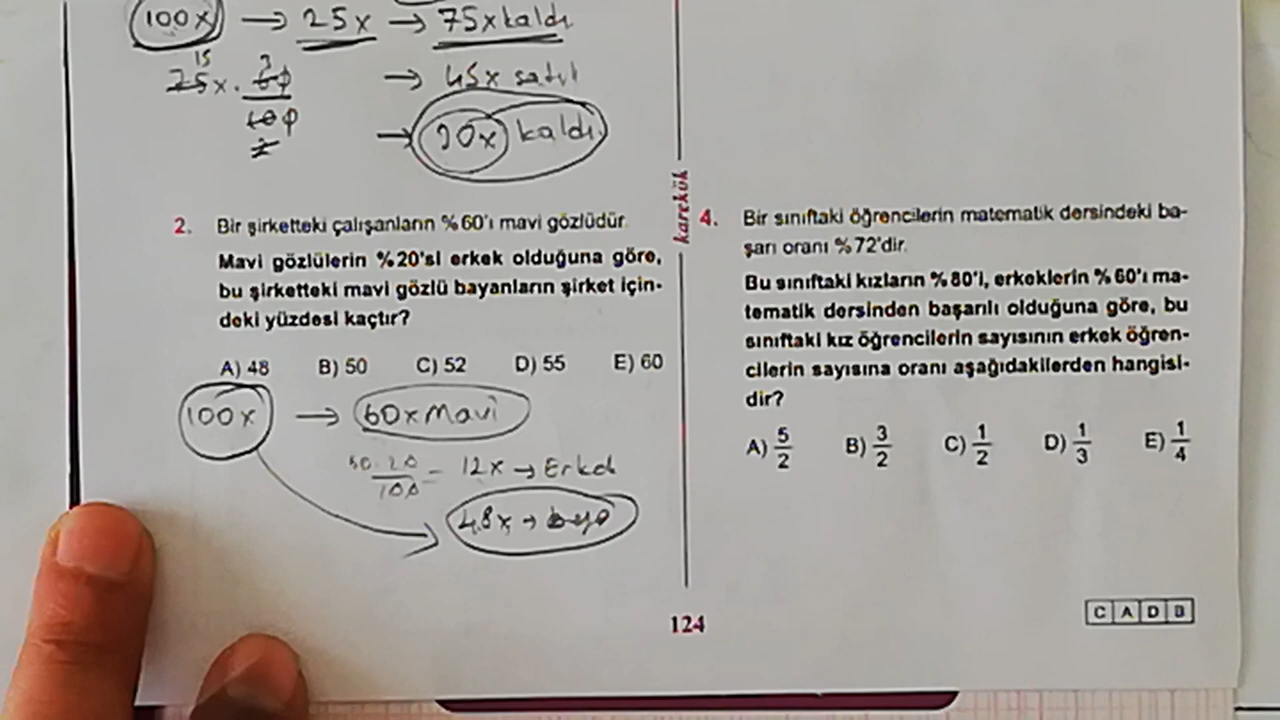 100x → 25x → 75x kaldı
15 3
25x . 60 → 45x satıl
100
→ 30x kaldı
2. Bir şirketteki çalışanların %60'ı mavi gözlüdür.
Mavi gözlülerin %20'si erkek olduğuna göre,
bu şirketteki mavi gözlü bayanların şirket için-
deki yüzdesi kaçtır?
A) 48 B) 50 C) 52 D) 55 E) 60
100x → 60x Mavi
60.20
100
= 12x → Erkek
48x →
karekök
4. Bir sınıftaki öğrencilerin matematik dersindeki ba-
şarı oranı %72'dir.
Bu sınıftaki kızların %80'i, erkeklerin %60'ı ma-
tematik dersinden başarılı olduğuna göre, bu
sınıftaki kız öğrencilerin sayısının erkek öğren-
cilerin sayısına oranı aşağıdakilerden hangisi-
dir?
A) 5/2 B) 3/2 C) 1/2 D) 1/3 E) 1/4
C A D B
124